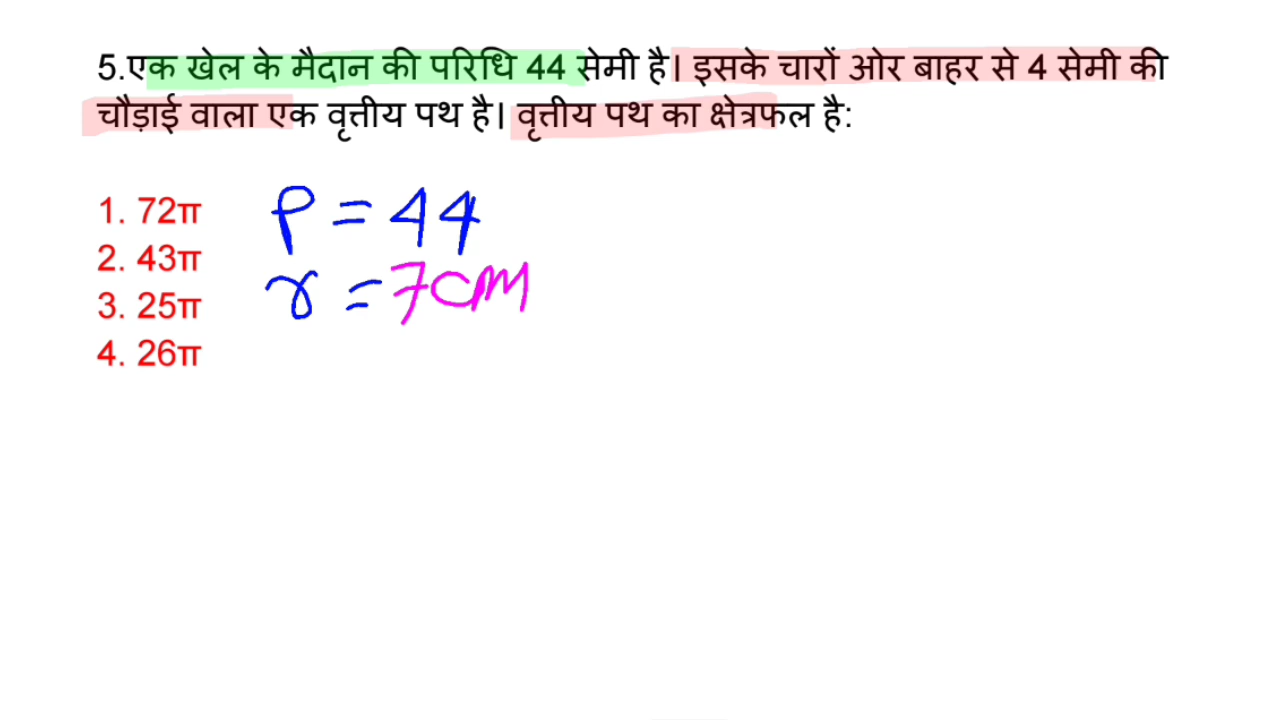 5.एक खेल के मैदान की परिधि 44 सेमी है। इसके चारों ओर बाहर से 4 सेमी की
चौड़ाई वाला एक वृत्तीय पथ है। वृत्तीय पथ का क्षेत्रफल है:
1. 72π
2. 43π
3. 25π
4. 26π
P = 44
r = 7cm